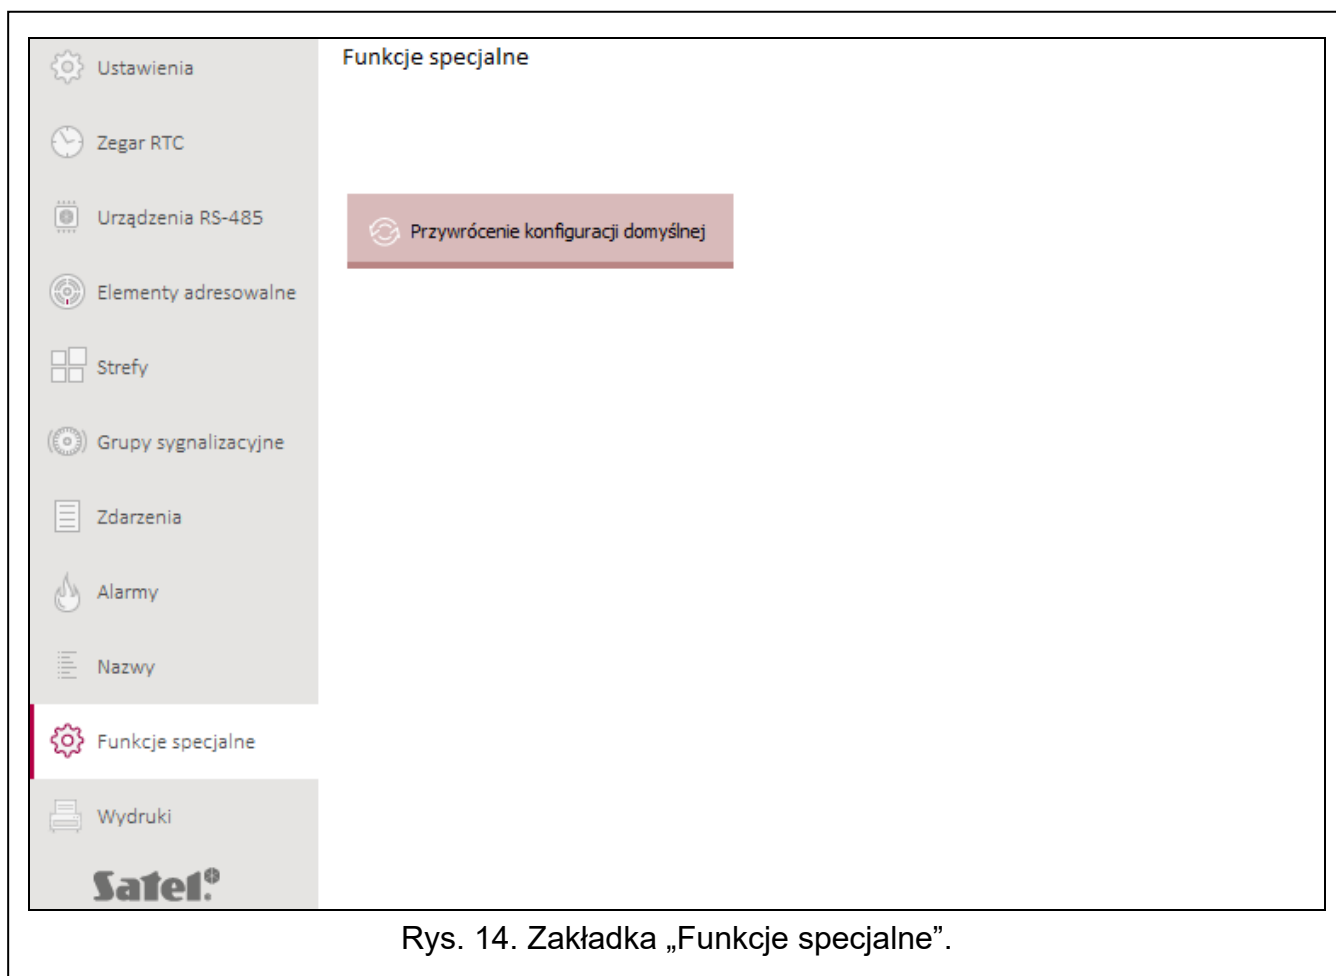 Ustawienia
Funkcje specjalne
Zegar RTC
Urządzenia RS-485
Przywrócenie konfiguracji domyślnej
Elementy adresowalne
Strefy
Grupy sygnalizacyjne
Zdarzenia
Alarmy
Nazwy
Funkcje specjalne
Wydruki
Satel®
Rys. 14. Zakładka „Funkcje specjalne”.